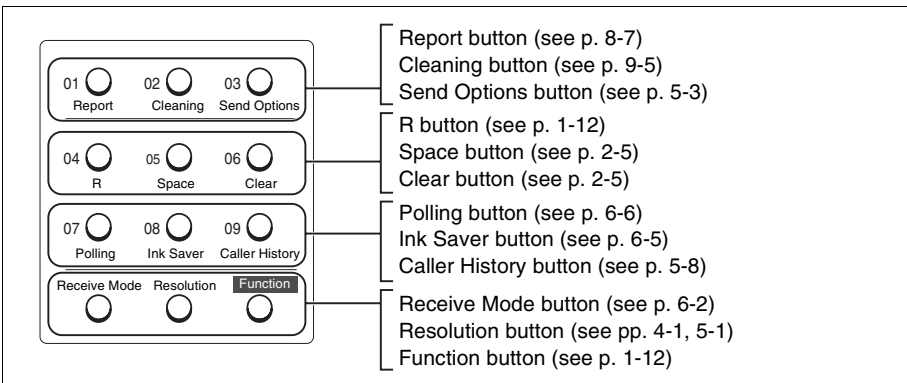 01 02 03
Report Cleaning Send Options
04 05 06
R Space Clear
07 08 09
Polling Ink Saver Caller History
Receive Mode Resolution Function
Report button (see p. 8-7)
Cleaning button (see p. 9-5)
Send Options button (see p. 5-3)
R button (see p. 1-12)
Space button (see p. 2-5)
Clear button (see p. 2-5)
Polling button (see p. 6-6)
Ink Saver button (see p. 6-5)
Caller History button (see p. 5-8)
Receive Mode button (see p. 6-2)
Resolution button (see pp. 4-1, 5-1)
Function button (see p. 1-12)